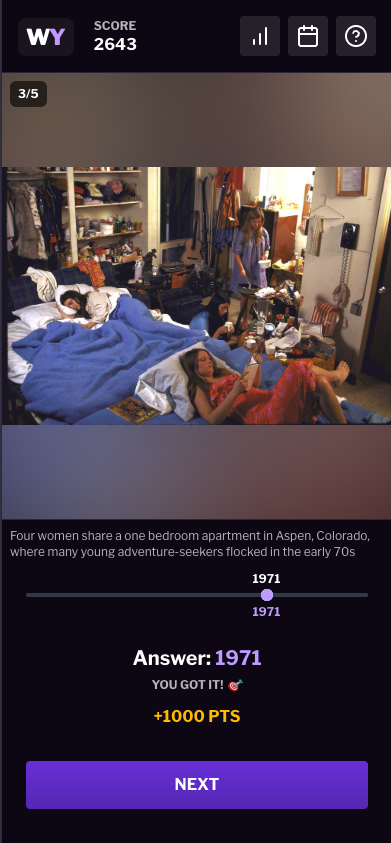 WY
SCORE
2643
3/5
Four women share a one bedroom apartment in Aspen, Colorado,
where many young adventure-seekers flocked in the early 70s
1971
1971
Answer: 1971
YOU GOT IT! 🎯
+1000 PTS
NEXT